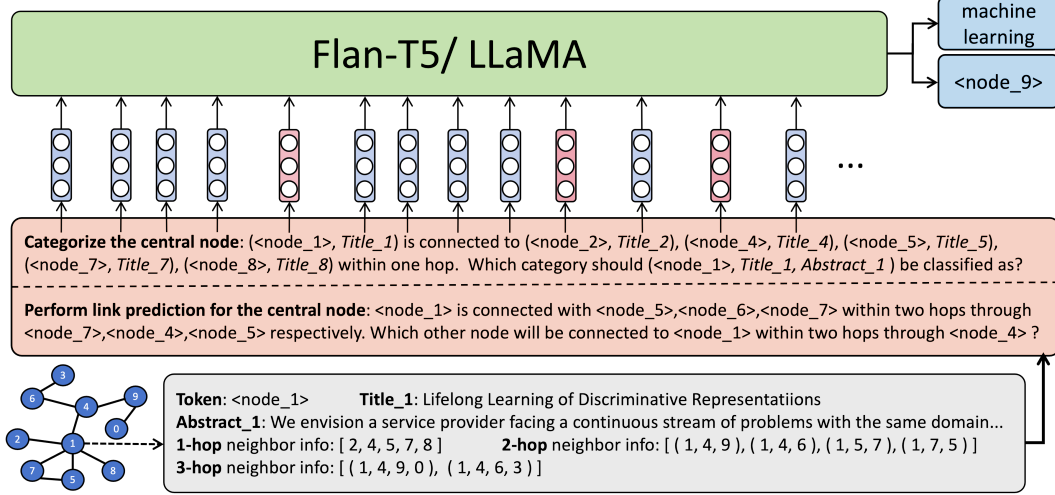 Flan-T5/ LLaMA
machine
learning
<node_9>
...
Categorize the central node: (<node_1>, Title_1) is connected to (<node_2>, Title_2), (<node_4>, Title_4), (<node_5>, Title_5),
(<node_7>, Title_7), (<node_8>, Title_8) within one hop. Which category should (<node_1>, Title_1, Abstract_1 ) be classified as?
Perform link prediction for the central node: <node_1> is connected with <node_5>,<node_6>,<node_7> within two hops through
<node_7>,<node_4>,<node_5> respectively. Which other node will be connected to <node_1> within two hops through <node_4> ?
3
6
4
9
0
2
1
7
5
8
Token: <node_1> Title_1: Lifelong Learning of Discriminative Representatiions
Abstract_1: We envision a service provider facing a continuous stream of problems with the same domain...
1-hop neighbor info: [ 2, 4, 5, 7, 8 ] 2-hop neighbor info: [ ( 1, 4, 9 ), ( 1, 4, 6 ), ( 1, 5, 7 ), ( 1, 7, 5 ) ]
3-hop neighbor info: [ ( 1, 4, 9, 0 ), ( 1, 4, 6, 3 ) ]